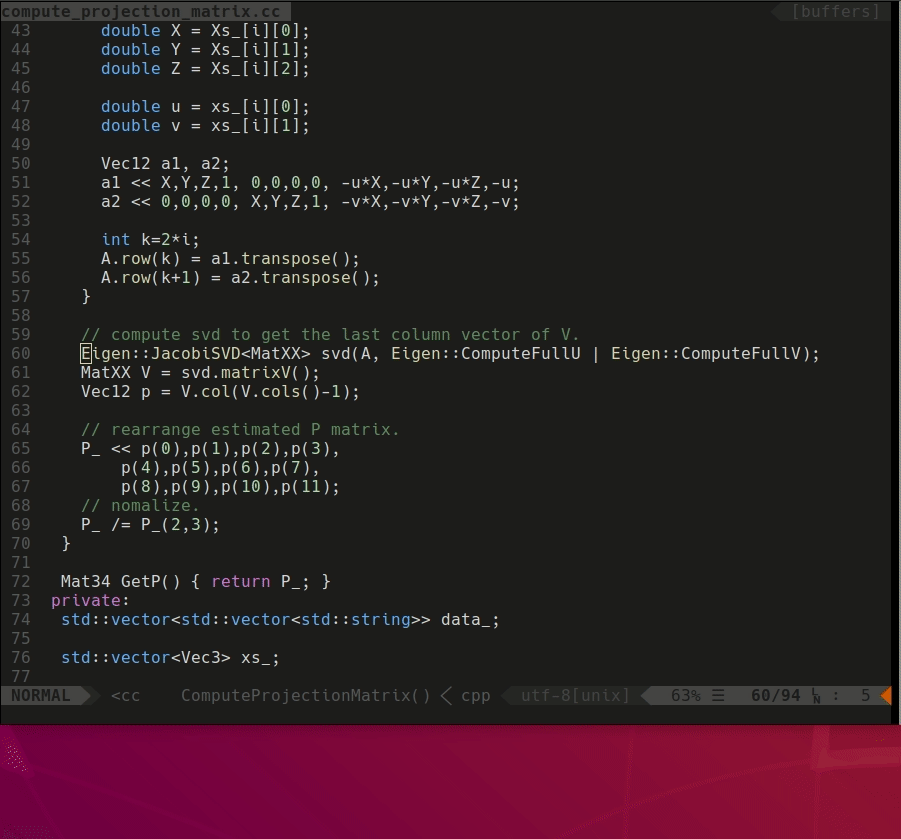 compute_projection_matrix.cc [buffers]
43 double X = Xs_[i][0];
44 double Y = Xs_[i][1];
45 double Z = Xs_[i][2];
46
47 double u = xs_[i][0];
48 double v = xs_[i][1];
49
50 Vec12 a1, a2;
51 a1 << X,Y,Z,1, 0,0,0,0, -u*X,-u*Y,-u*Z,-u;
52 a2 << 0,0,0,0, X,Y,Z,1, -v*X,-v*Y,-v*Z,-v;
53
54 int k=2*i;
55 A.row(k) = a1.transpose();
56 A.row(k+1) = a2.transpose();
57 }
58
59 // compute svd to get the last column vector of V.
60 Eigen::JacobiSVD<MatXX> svd(A, Eigen::ComputeFullU | Eigen::ComputeFullV);
61 MatXX V = svd.matrixV();
62 Vec12 p = V.col(V.cols()-1);
63
64 // rearrange estimated P matrix.
65 P_ << p(0),p(1),p(2),p(3),
66 p(4),p(5),p(6),p(7),
67 p(8),p(9),p(10),p(11);
68 // nomalize.
69 P_ /= P_(2,3);
70 }
71
72 Mat34 GetP() { return P_; }
73 private:
74 std::vector<std::vector<std::string>> data_;
75
76 std::vector<Vec3> xs_;
77
NORMAL <cc ComputeProjectionMatrix() < cpp utf-8[unix] 63% ☰ 60/94 ㏑ : 5